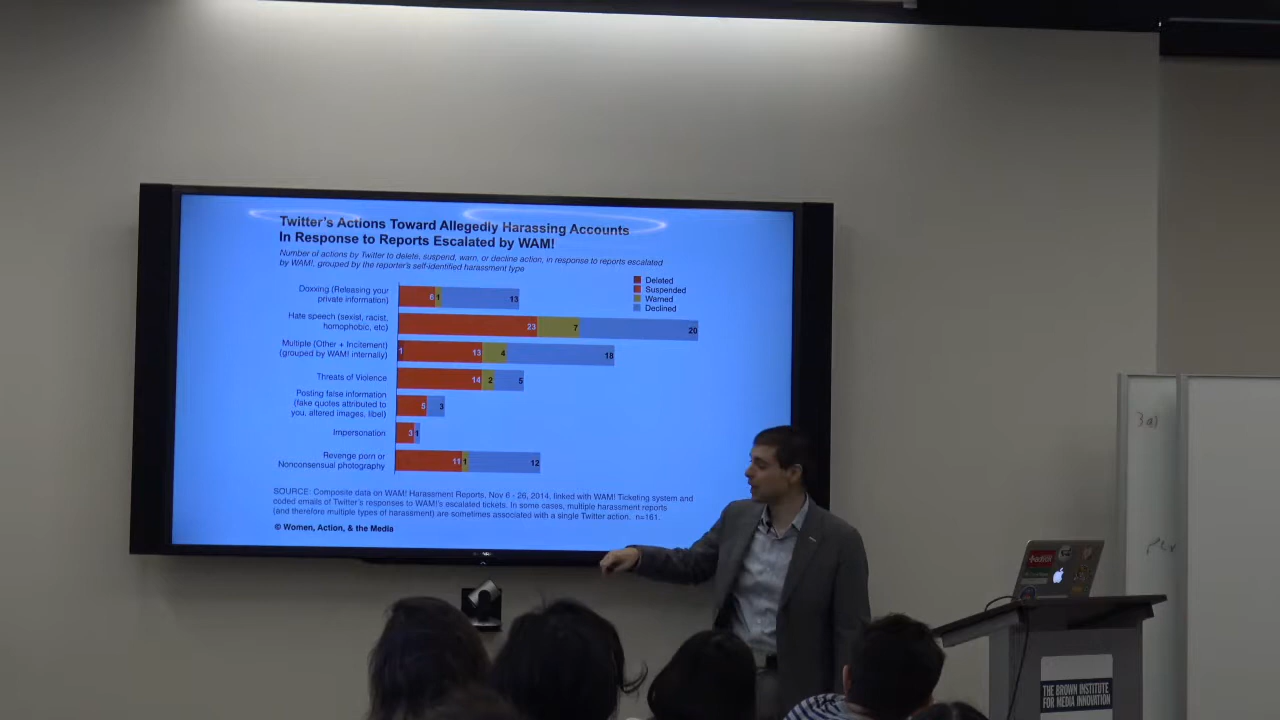 Twitter's Actions Toward Allegedly Harassing Accounts
In Response to Reports Escalated by WAM!
Number of actions by Twitter to delete, suspend, warn, or decline action, in response to reports escalated
by WAM!, grouped by the reporter's self-identified harassment type
Deleted
Suspended
Warned
Declined
Doxxing (Releasing your
private information)
6 1 13
Hate speech (sexist, racist,
homophobic, etc)
23 7 20
Multiple (Other + Incitement)
(grouped by WAM! internally)
1 13 4 18
Threats of Violence
14 2 5
Posting false information
(fake quotes attributed to
you, altered images, libel)
5 3
Impersonation
3 1
Revenge porn or
Nonconsensual photography
11 1 12
SOURCE: Composite data on WAM! Harassment Reports, Nov 6 - 26, 2014, linked with WAM! Ticketing system and
coded emails of Twitter's responses to WAM!'s escalated tickets. In some cases, multiple harassment reports
(and therefore multiple types of harassment) are sometimes associated with a single Twitter action. n=161.
© Women, Action, & the Media
THE BROWN INSTITUTE
FOR MEDIA INNOVATION